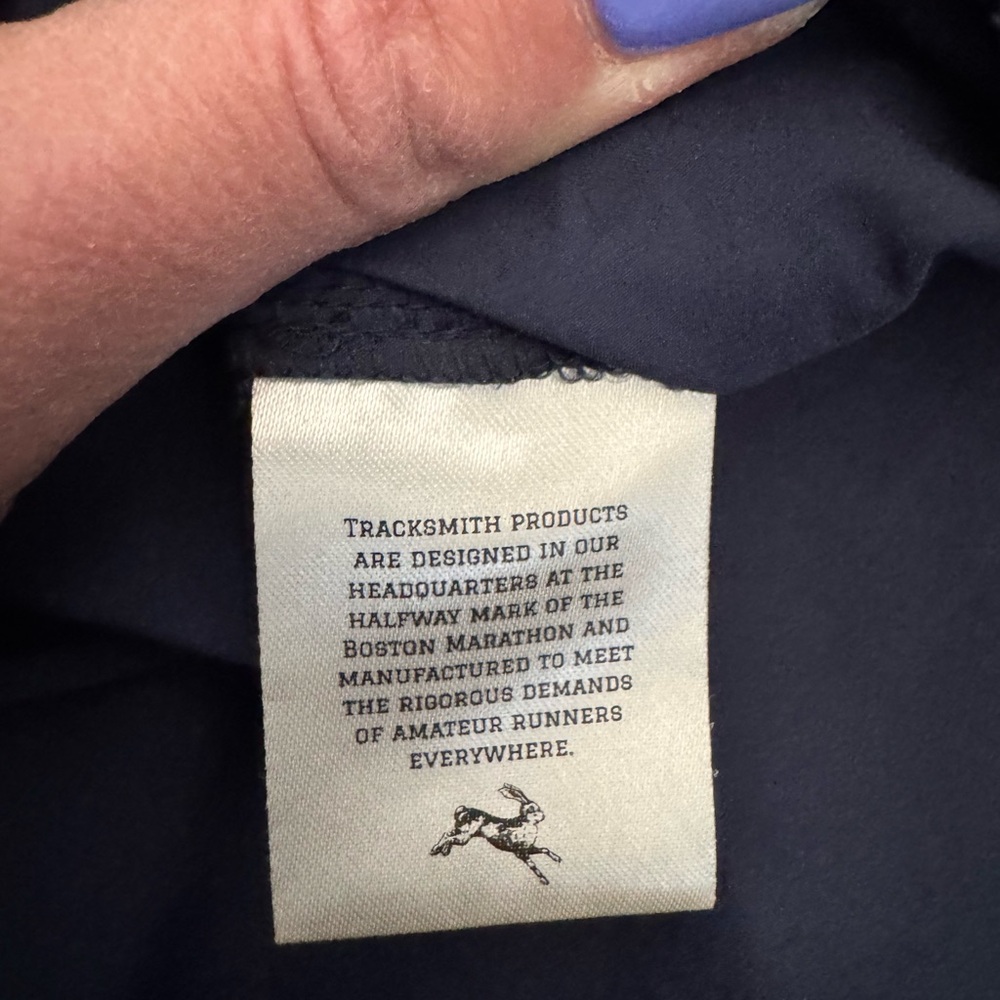 Tracksmith products
are designed in our
headquarters at the
halfway mark of the
Boston Marathon and
manufactured to meet
the rigorous demands
of amateur runners
everywhere.